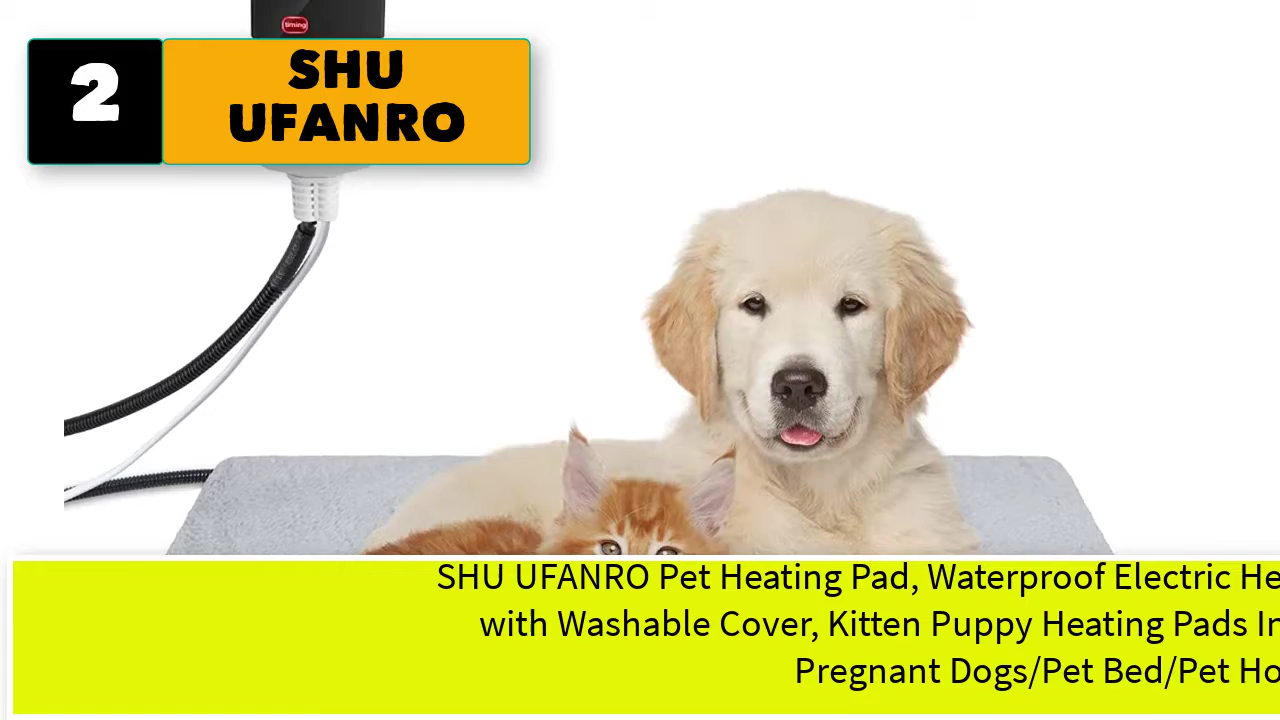 timing
2
SHU
UFANRO
SHU UFANRO Pet Heating Pad, Waterproof Electric He
with Washable Cover, Kitten Puppy Heating Pads In
Pregnant Dogs/Pet Bed/Pet Ho